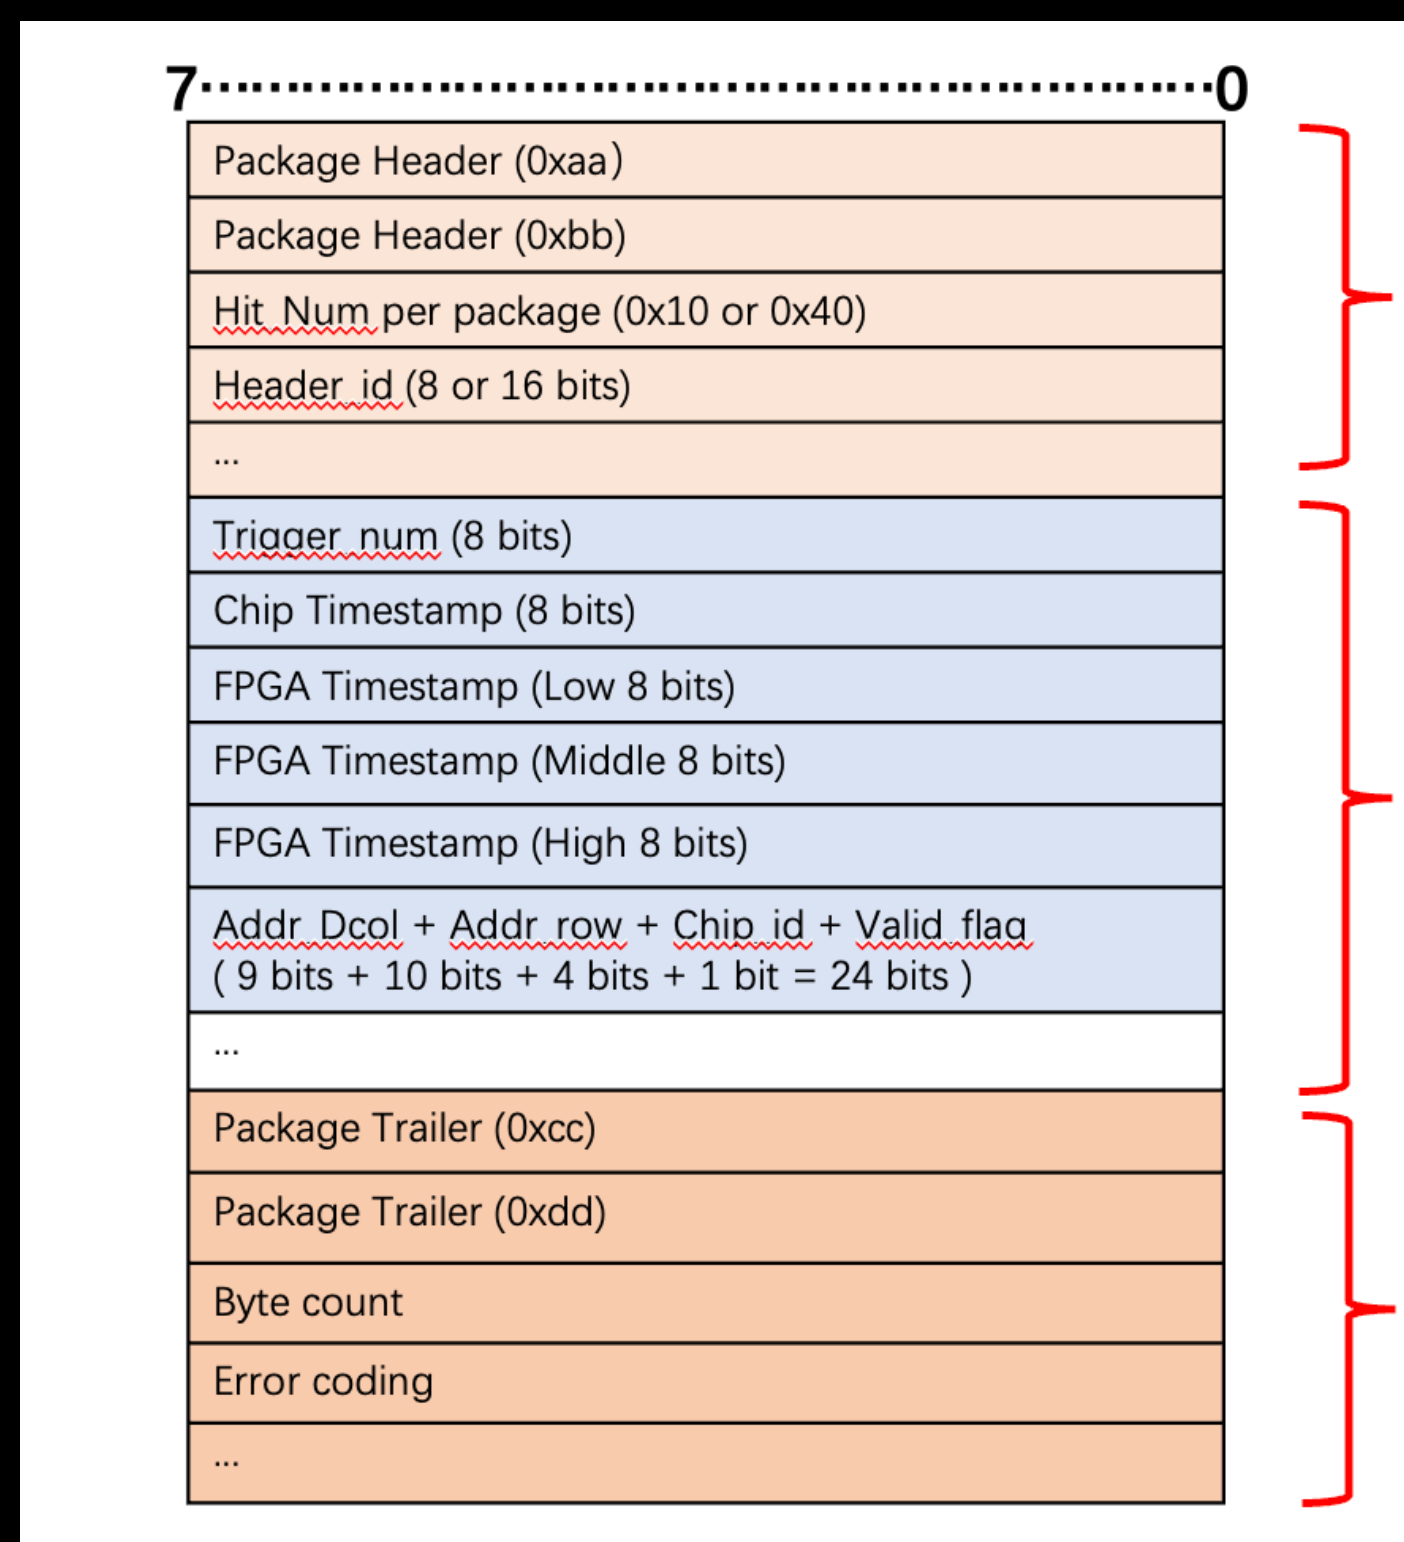 7 0
Package Header (0xaa)
Package Header (0xbb)
Hit_Num per package (0x10 or 0x40)
Header_id (8 or 16 bits)
...
Trigger_num (8 bits)
Chip Timestamp (8 bits)
FPGA Timestamp (Low 8 bits)
FPGA Timestamp (Middle 8 bits)
FPGA Timestamp (High 8 bits)
Addr_Dcol + Addr_row + Chip_id + Valid_flag
( 9 bits + 10 bits + 4 bits + 1 bit = 24 bits )
...
Package Trailer (0xcc)
Package Trailer (0xdd)
Byte count
Error coding
...